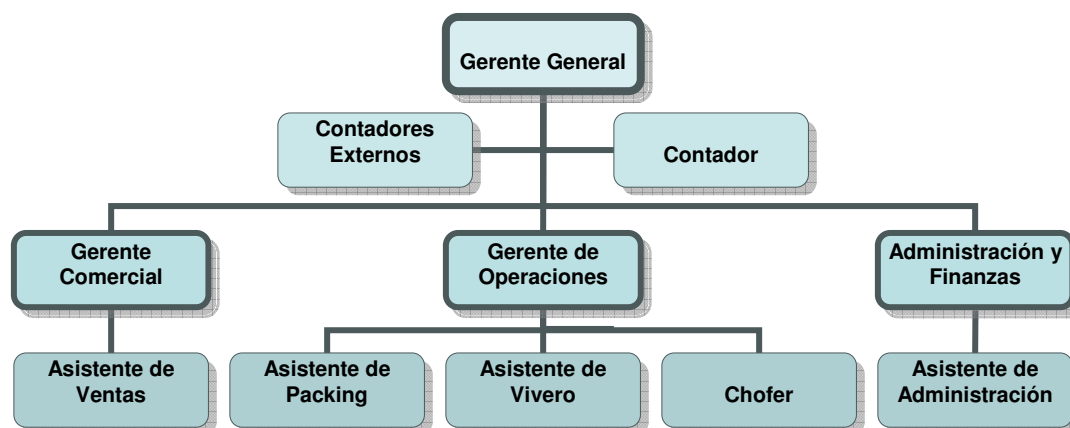 Gerente General
Contadores
Externos
Contador
Gerente
Comercial
Gerente de
Operaciones
Administración y
Finanzas
Asistente de
Ventas
Asistente de
Packing
Asistente de
Vivero
Chofer
Asistente de
Administración